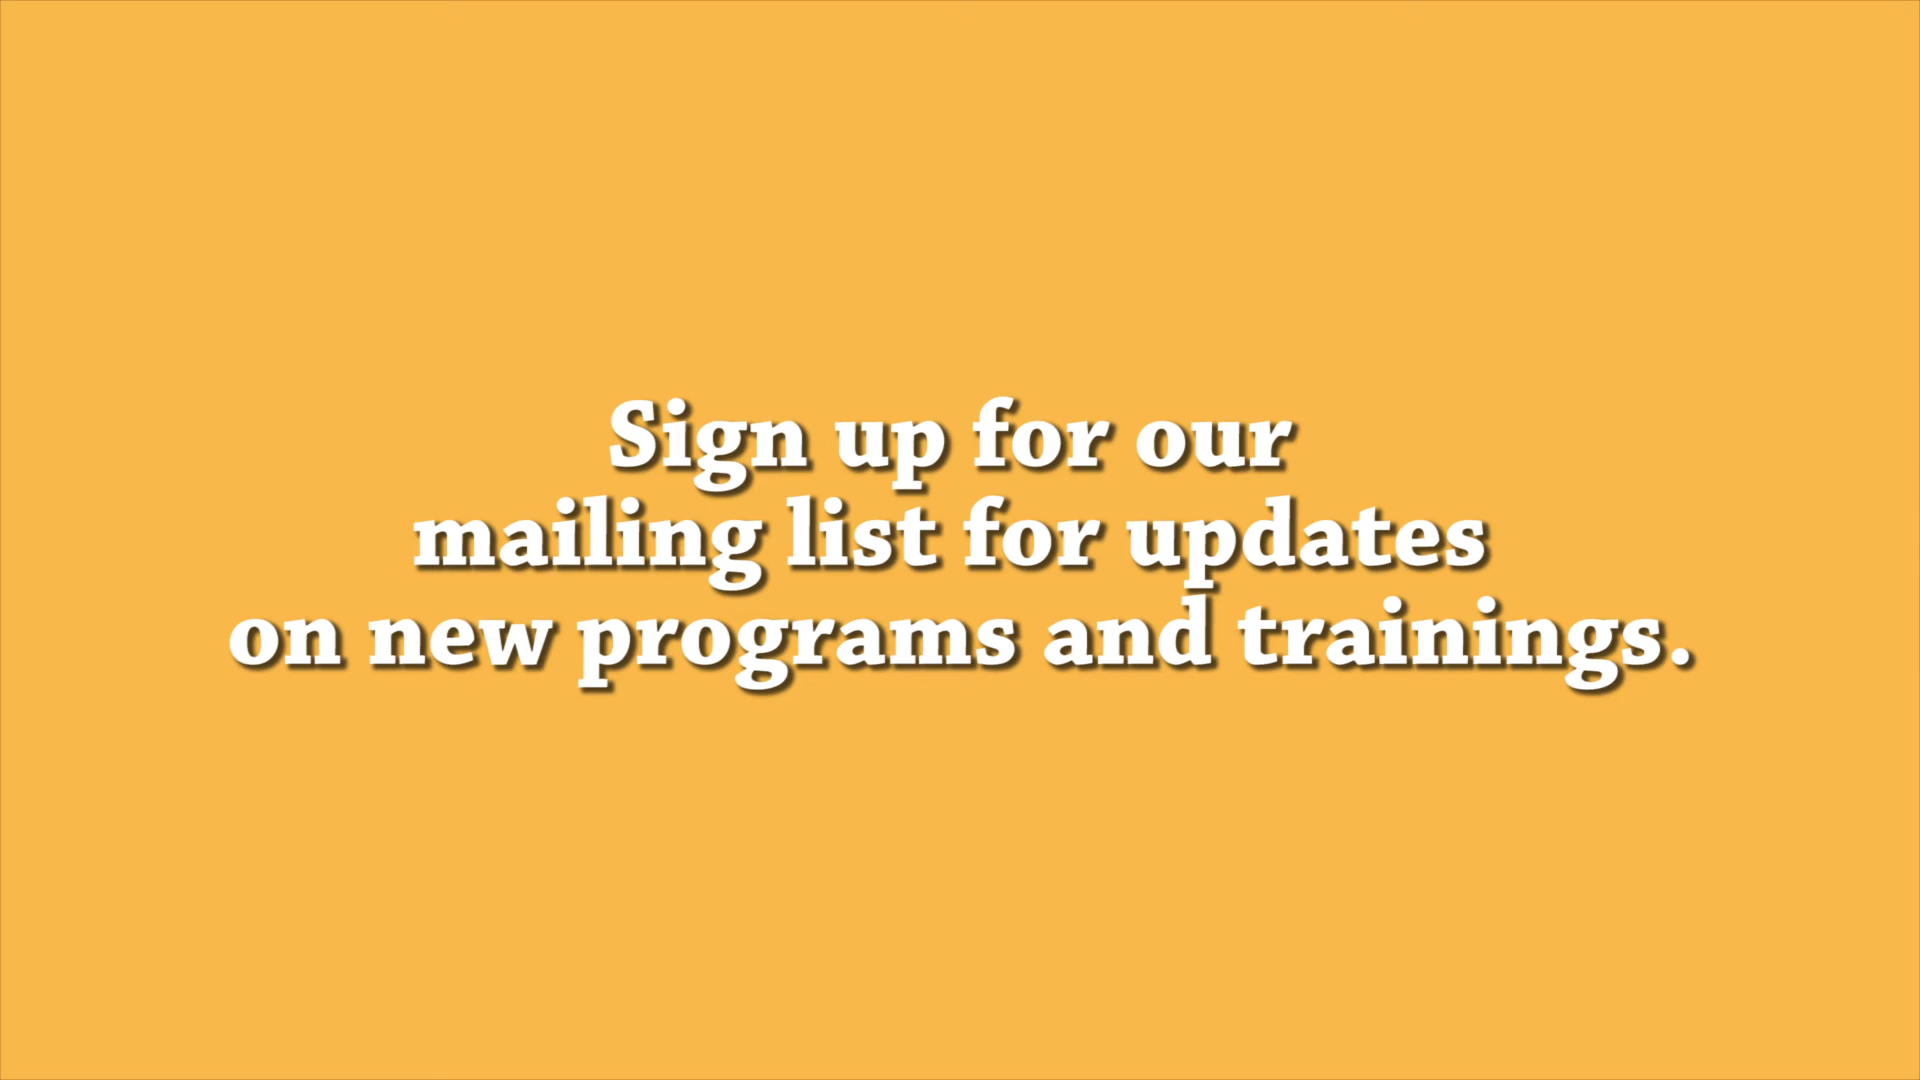 Sign up for our
mailing list for updates
on new programs and trainings.